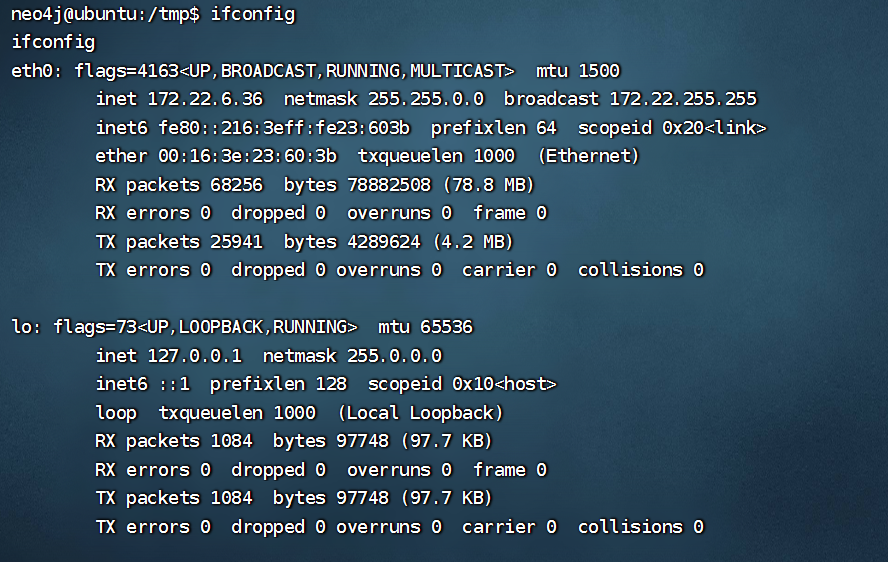 neo4j@ubuntu:/tmp$ ifconfig
ifconfig
eth0: flags=4163<UP,BROADCAST,RUNNING,MULTICAST>  mtu 1500
        inet 172.22.6.36  netmask 255.255.0.0  broadcast 172.22.255.255
        inet6 fe80::216:3eff:fe23:603b  prefixlen 64  scopeid 0x20<link>
        ether 00:16:3e:23:60:3b  txqueuelen 1000  (Ethernet)
        RX packets 68256  bytes 78882508 (78.8 MB)
        RX errors 0  dropped 0  overruns 0  frame 0
        TX packets 25941  bytes 4289624 (4.2 MB)
        TX errors 0  dropped 0 overruns 0  carrier 0  collisions 0

lo: flags=73<UP,LOOPBACK,RUNNING>  mtu 65536
        inet 127.0.0.1  netmask 255.0.0.0
        inet6 ::1  prefixlen 128  scopeid 0x10<host>
        loop  txqueuelen 1000  (Local Loopback)
        RX packets 1084  bytes 97748 (97.7 KB)
        RX errors 0  dropped 0  overruns 0  frame 0
        TX packets 1084  bytes 97748 (97.7 KB)
        TX errors 0  dropped 0 overruns 0  carrier 0  collisions 0